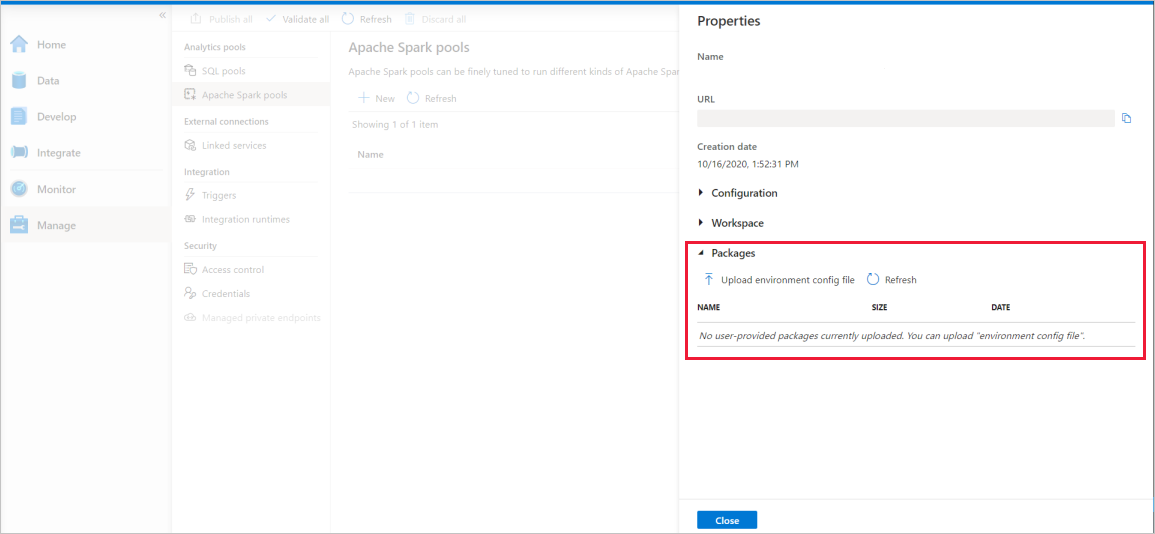 «
Home
Data
Develop
Integrate
Monitor
Manage
Publish all Validate all Refresh Discard all
Analytics pools
SQL pools
Apache Spark pools
External connections
Linked services
Integration
Triggers
Integration runtimes
Security
Access control
Credentials
Managed private endpoints
Apache Spark pools
Apache Spark pools can be finely tuned to run different kinds of Apache Spar
New Refresh
Showing 1 of 1 item
Name
Properties
Name
URL
Creation date
10/16/2020, 1:52:31 PM
Configuration
Workspace
Packages
Upload environment config file Refresh
NAME SIZE DATE
No user-provided packages currently uploaded. You can upload "environment config file".
Close